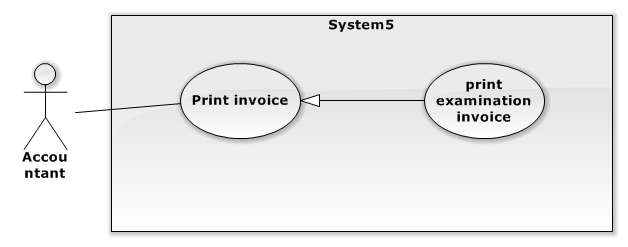 System5
Print invoice
print
examination
invoice
Accou
ntant